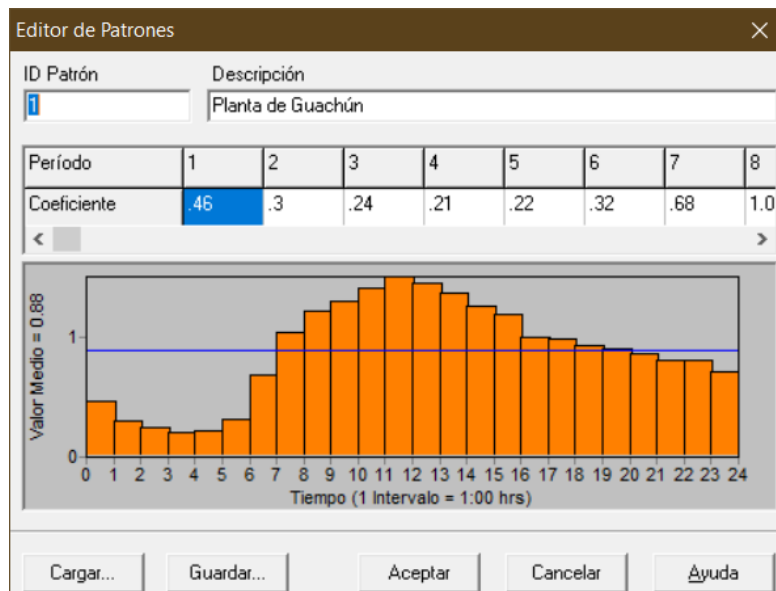 Editor de Patrones
ID Patrón Descripción
1 Planta de Guachún
Período 1 2 3 4 5 6 7 8
Coeficiente .46 .3 .24 .21 .22 .32 .68 1.0
Valor Medio = 0.88
1
0
0 1 2 3 4 5 6 7 8 9 10 11 12 13 14 15 16 17 18 19 20 21 22 23 24
Tiempo (1 Intervalo = 1:00 hrs)
Cargar... Guardar... Aceptar Cancelar Ayuda